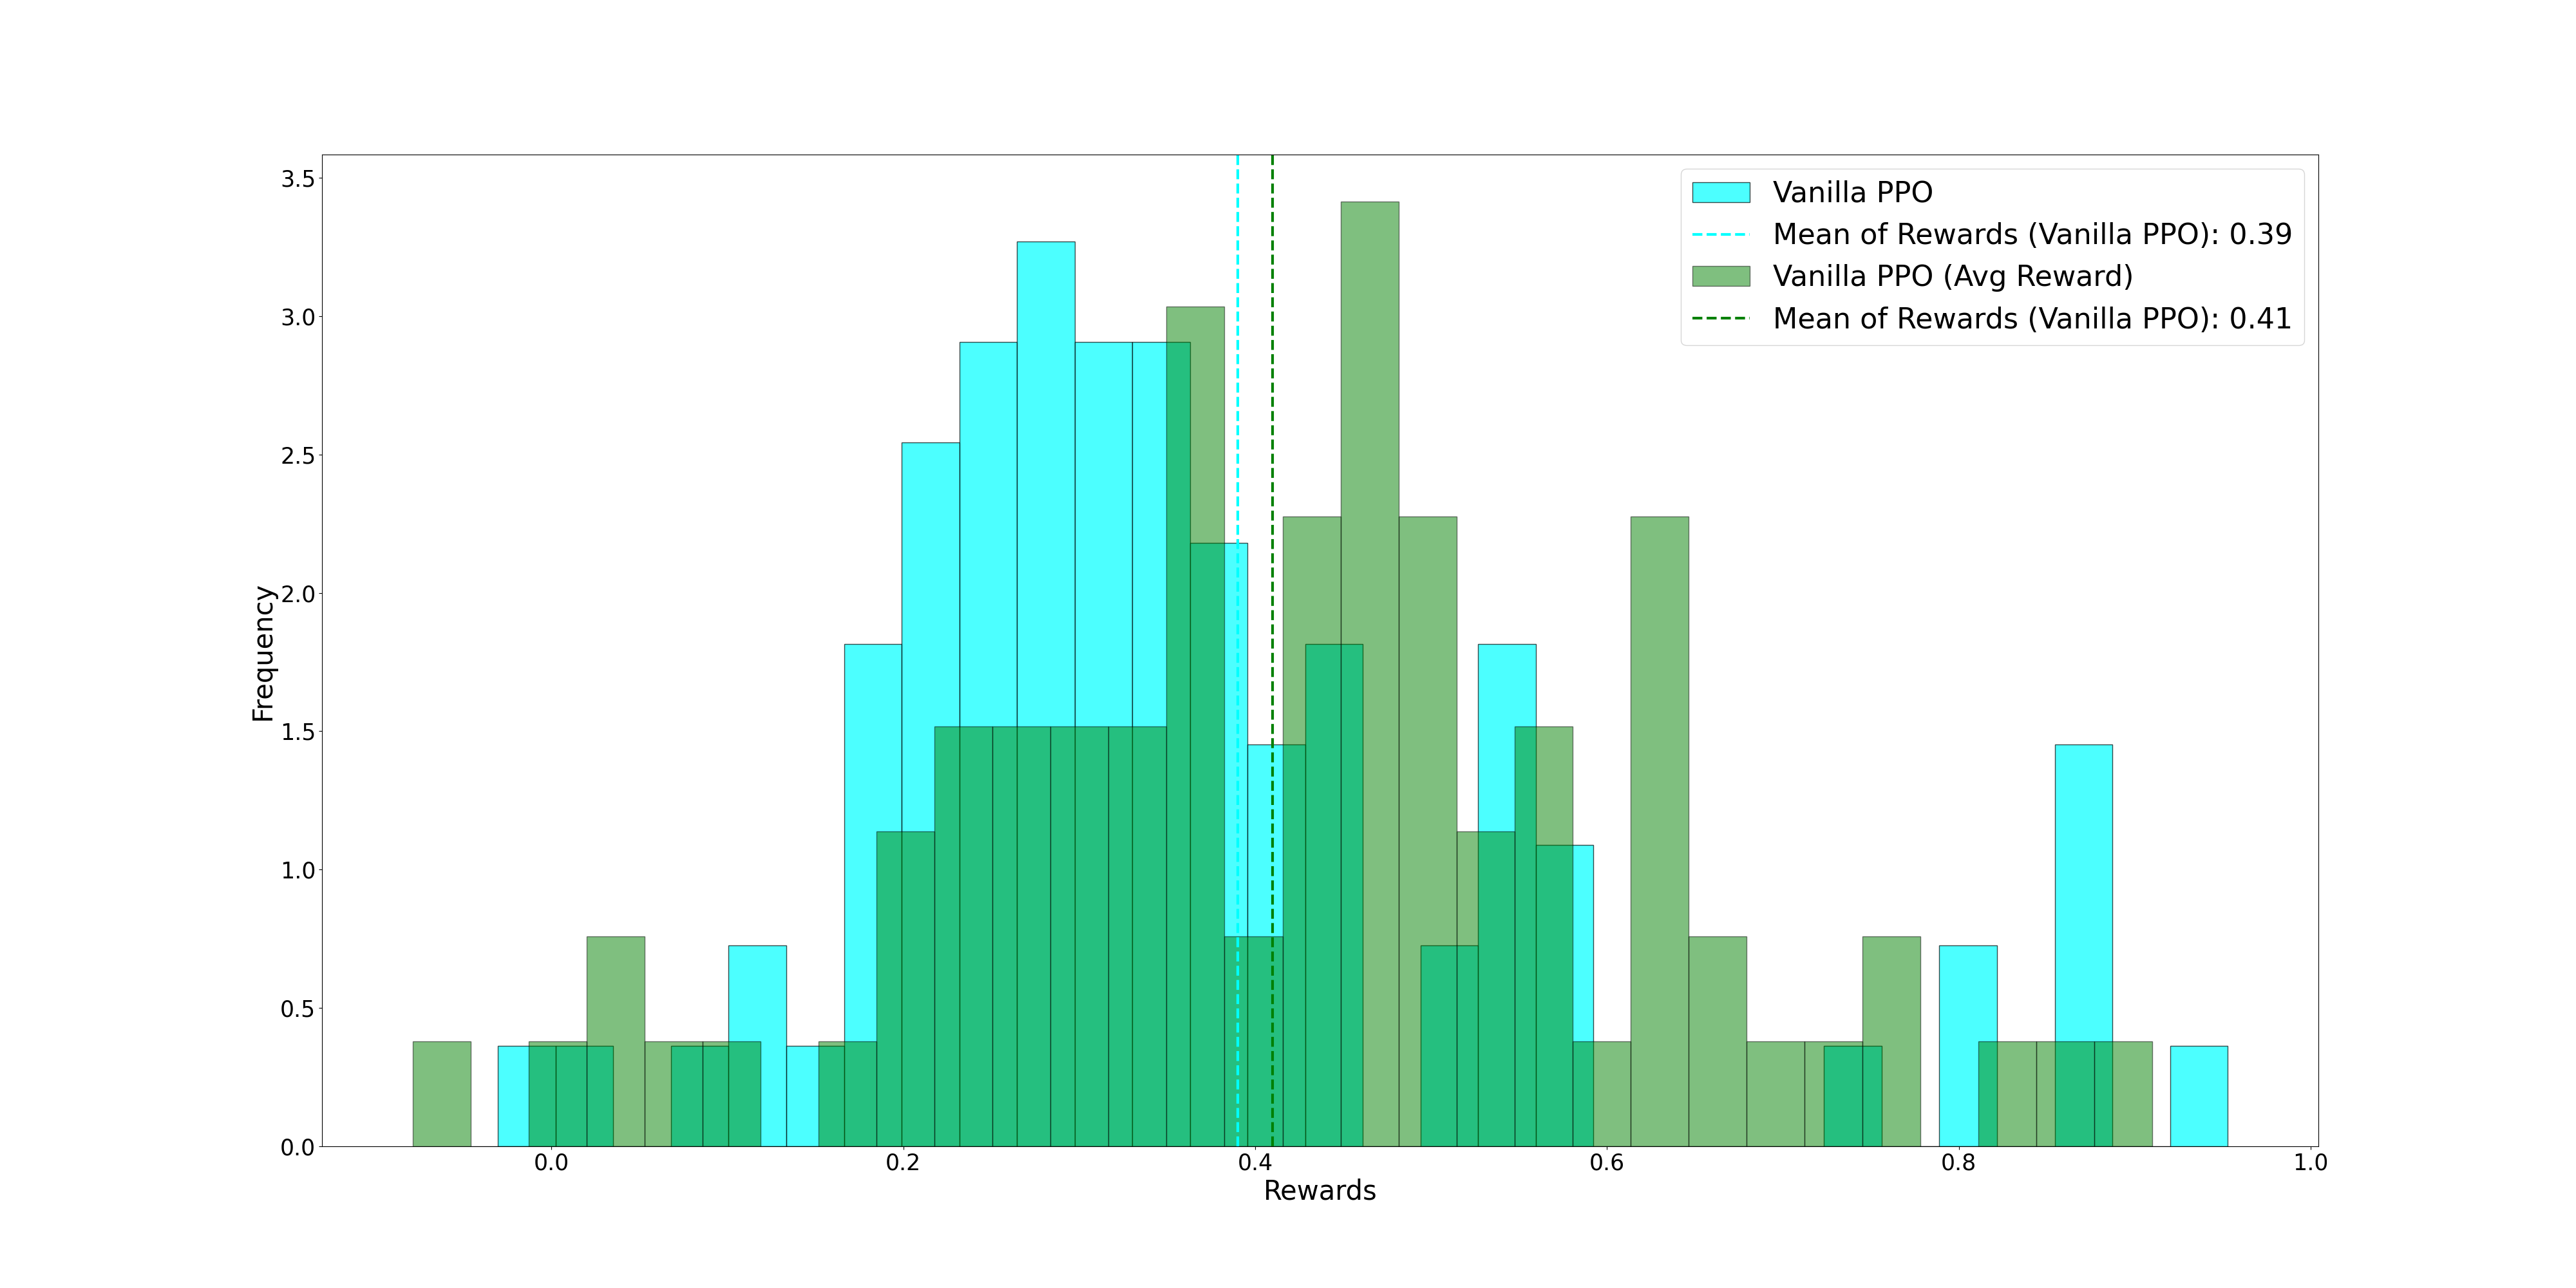 3.5
3.0
2.5
2.0
1.5
1.0
0.5
0.0
Frequency
0.0 0.2 0.4 0.6 0.8 1.0
Rewards
Vanilla PPO
Mean of Rewards (Vanilla PPO): 0.39
Vanilla PPO (Avg Reward)
Mean of Rewards (Vanilla PPO): 0.41